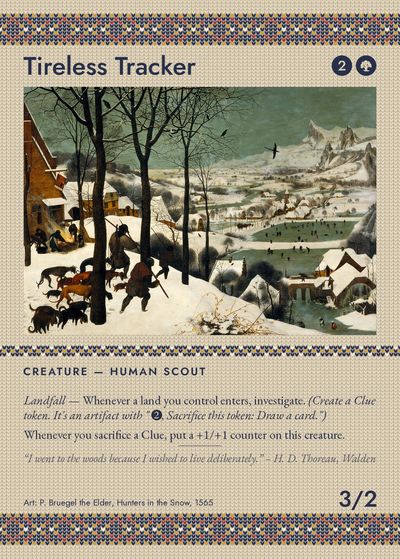 Tireless Tracker 2
CREATURE — HUMAN SCOUT
Landfall — Whenever a land you control enters, investigate. (Create a Clue
token. It's an artifact with "2, Sacrifice this token: Draw a card.")
Whenever you sacrifice a Clue, put a +1/+1 counter on this creature.
"I went to the woods because I wished to live deliberately." – H. D. Thoreau, Walden
Art: P. Bruegel the Elder, Hunters in the Snow, 1565 3/2